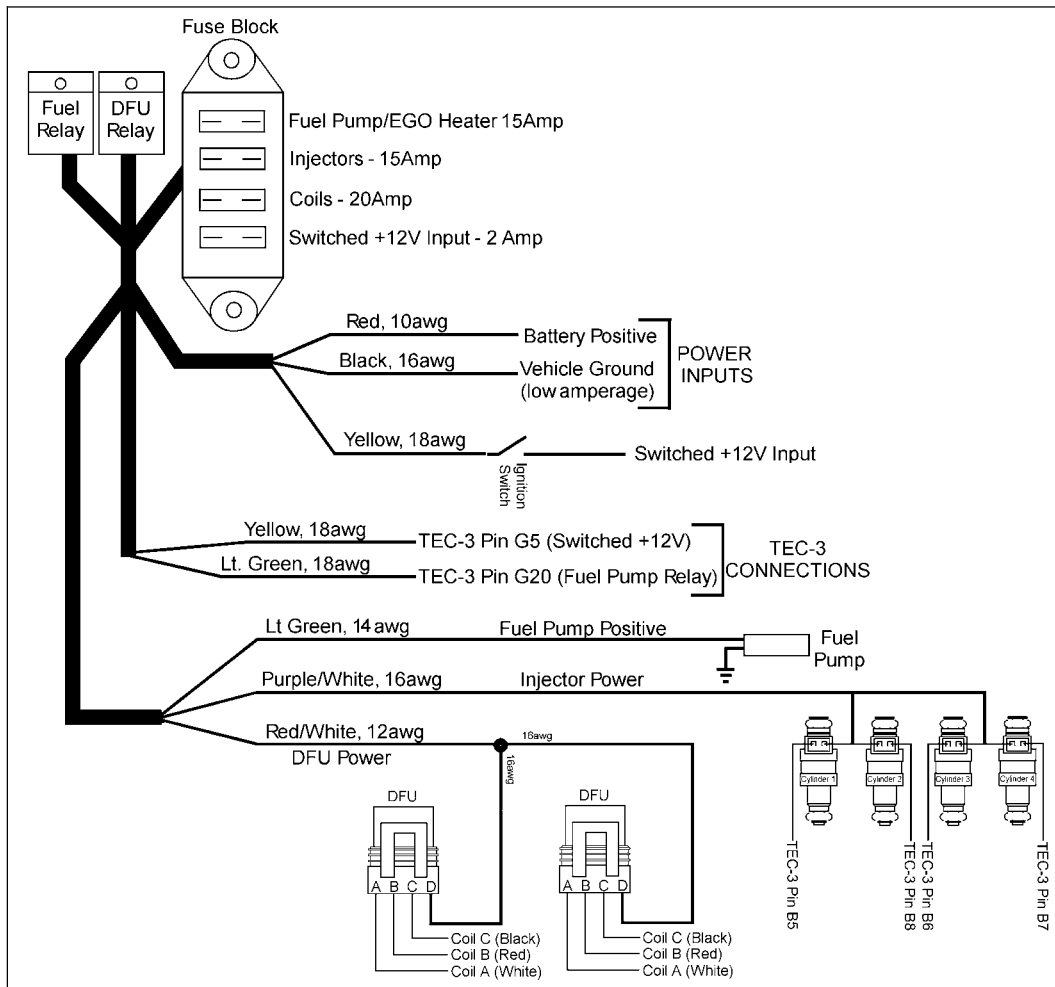 Fuse Block
Fuel
Relay
DFU
Relay
Fuel Pump/EGO Heater 15Amp
Injectors - 15Amp
Coils - 20Amp
Switched +12V Input - 2 Amp
Red, 10awg
Battery Positive
Black, 16awg
Vehicle Ground
(low amperage)
POWER
INPUTS
Yellow, 18awg
Ignition
Switch
Switched +12V Input
Yellow, 18awg
TEC-3 Pin G5 (Switched +12V)
Lt. Green, 18awg
TEC-3 Pin G20 (Fuel Pump Relay)
TEC-3
CONNECTIONS
Lt Green, 14awg
Fuel Pump Positive
Fuel
Pump
Purple/White, 16awg
Injector Power
Red/White, 12awg
DFU Power
16awg
16awg
Cylinder 1
Cylinder 2
Cylinder 3
Cylinder 4
TEC-3 Pin B5
TEC-3 Pin B8
TEC-3 Pin B6
TEC-3 Pin B7
DFU
A B C D
Coil C (Black)
Coil B (Red)
Coil A (White)
DFU
A B C D
Coil C (Black)
Coil B (Red)
Coil A (White)